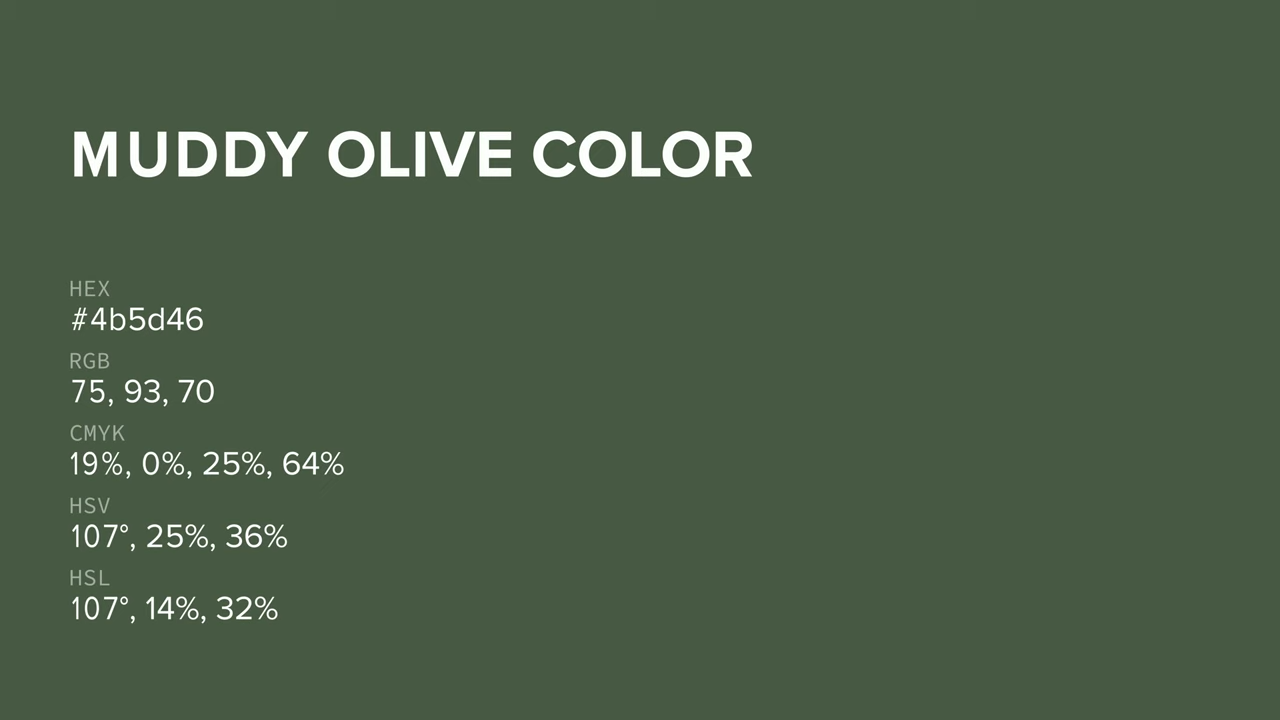 MUDDY OLIVE COLOR
HEX
#4b5d46
RGB
75, 93, 70
CMYK
19%, 0%, 25%, 64%
HSV
107°, 25%, 36%
HSL
107°, 14%, 32%